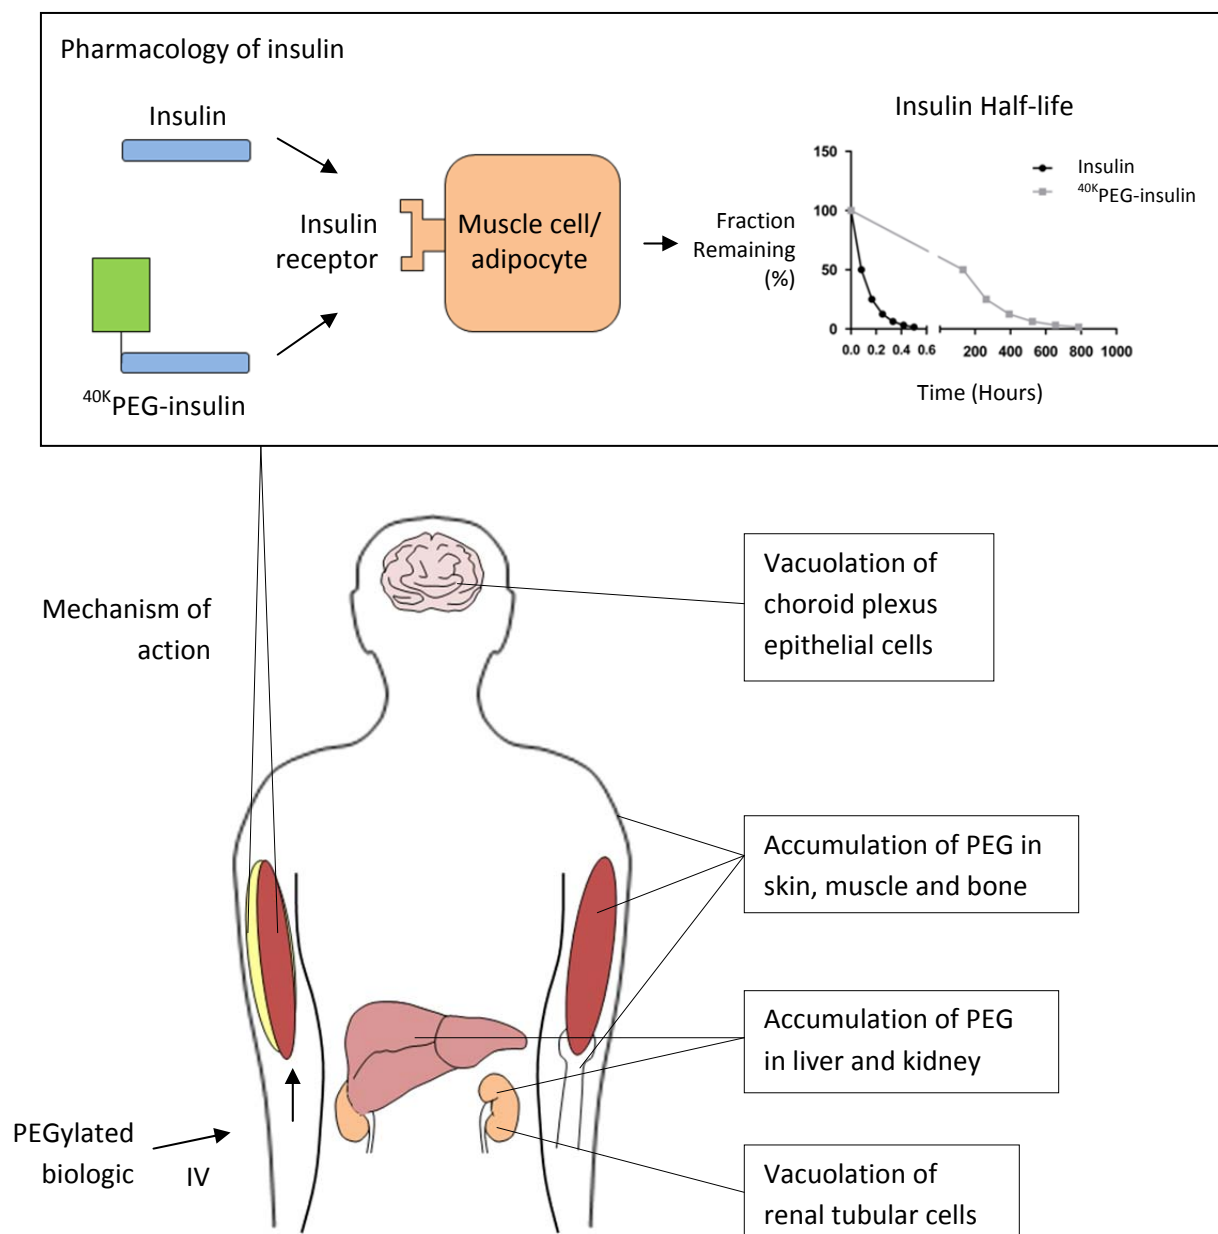 Pharmacology of insulin
Insulin
Insulin
receptor
Muscle cell/
adipocyte
40KPEG-insulin
Insulin Half-life
Fraction
Remaining
(%)
150
100
50
0
0.0 0.2 0.4 0.6 200 400 600 800 1000
Time (Hours)
Insulin
40KPEG-insulin
Mechanism of
action
Vacuolation of
choroid plexus
epithelial cells
Accumulation of PEG in
skin, muscle and bone
Accumulation of PEG
in liver and kidney
PEGylated
biologic
IV
Vacuolation of
renal tubular cells